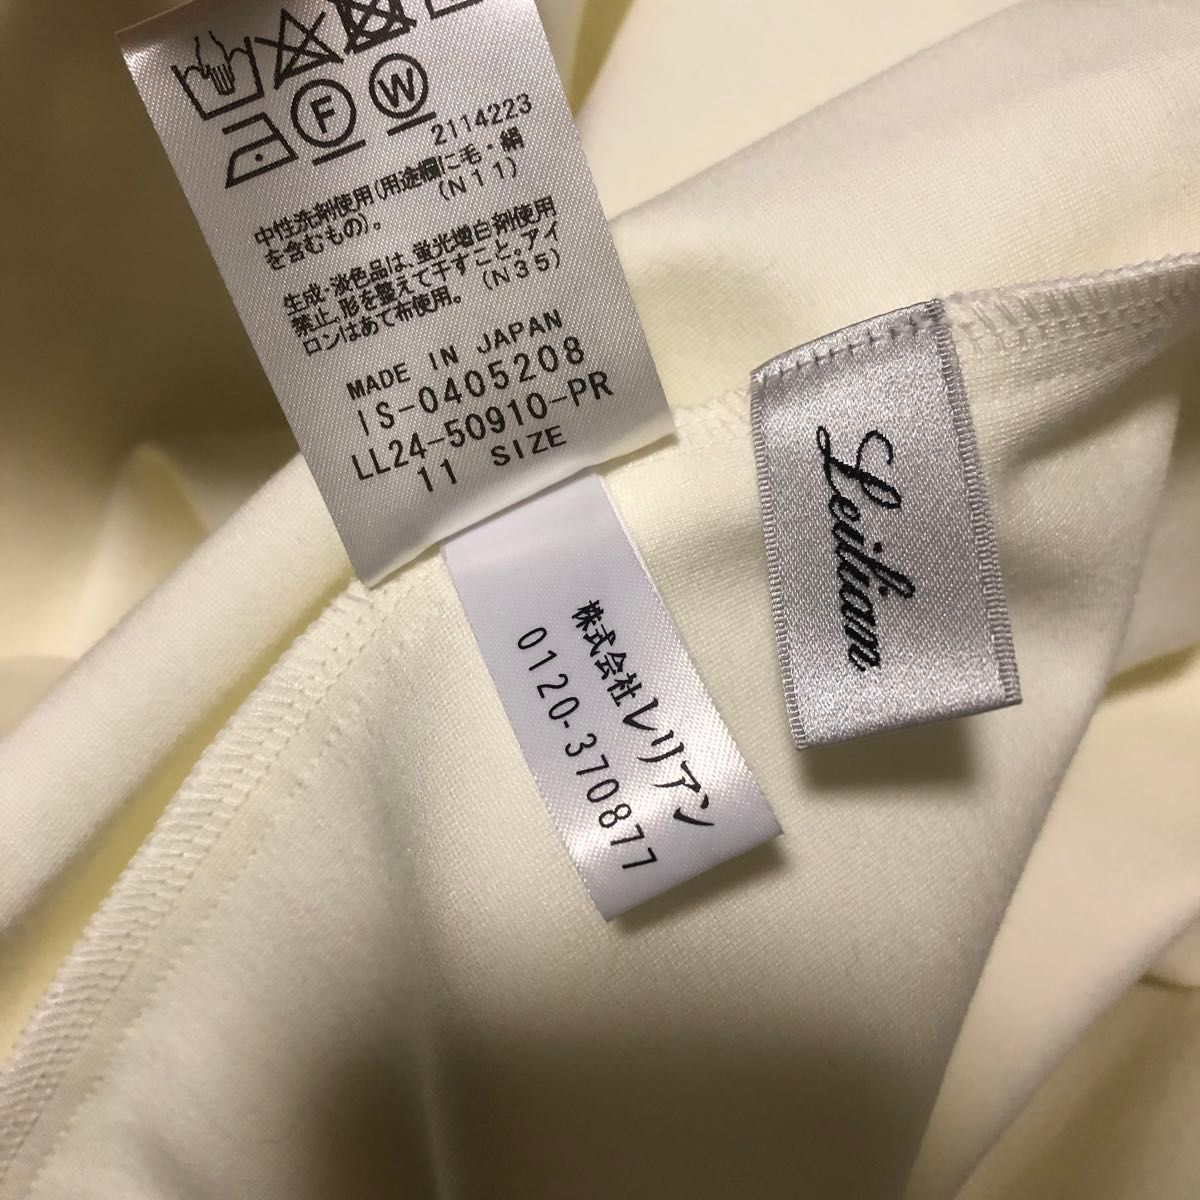 F W
2114223
中性洗剤使用(用途欄に毛・絹
を含むもの)。 (N11)
生成・淡色品は、蛍光増白剤使用
禁止。形を整えて干すこと。アイ
ロンはあて布使用。 (N35)
MADE IN JAPAN
IS-0405208
LL24-50910-PR
11 SIZE
株式会社レリアン
0120-370877
Leilian